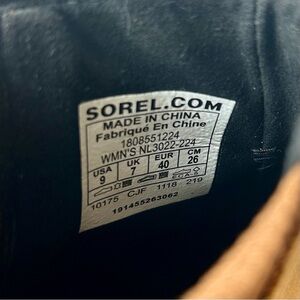 SOREL.COM
MADE IN CHINA
Fabriqué En Chine
1808551224
WMN'S NL3022-224
USA UK EUR CM
9 7 40 26
10175 CJF 1118 219
191455263062